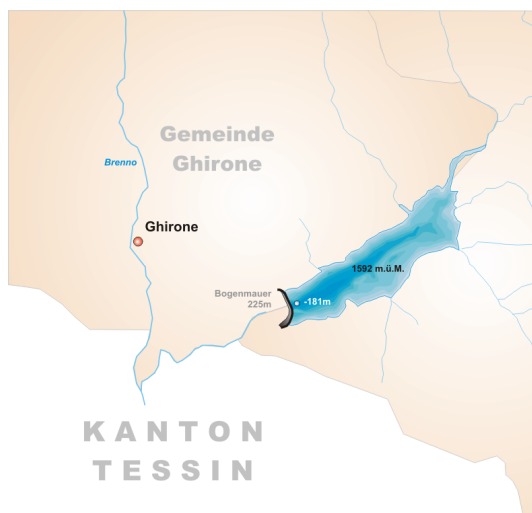 Gemeinde
Ghirone
Brenno
Ghirone
1592 m.ü.M.
Bogenmauer
225m
-181m
KANTON
TESSIN